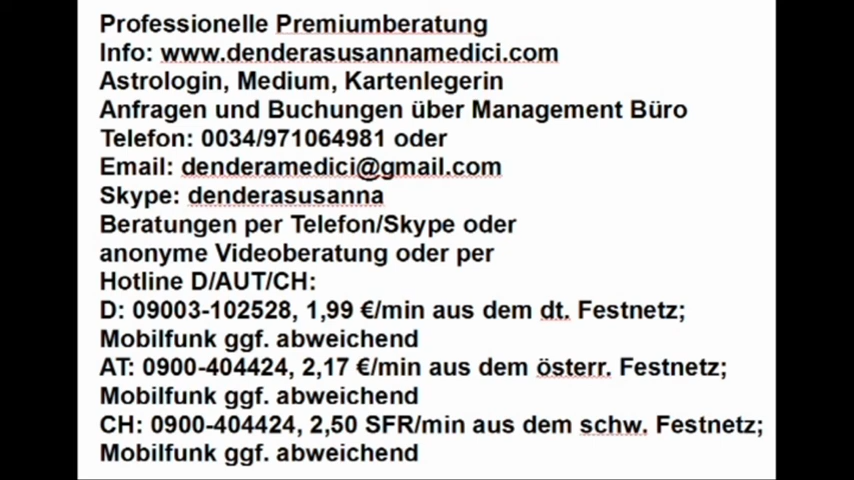 Professionelle Premiumberatung
Info: www.denderasusannamedici.com
Astrologin, Medium, Kartenlegerin
Anfragen und Buchungen über Management Büro
Telefon: 0034/971064981 oder
Email: denderamedici@gmail.com
Skype: denderasusanna
Beratungen per Telefon/Skype oder
anonyme Videoberatung oder per
Hotline D/AUT/CH:
D: 09003-102528, 1,99 €/min aus dem dt. Festnetz;
Mobilfunk ggf. abweichend
AT: 0900-404424, 2,17 €/min aus dem österr. Festnetz;
Mobilfunk ggf. abweichend
CH: 0900-404424, 2,50 SFR/min aus dem schw. Festnetz;
Mobilfunk ggf. abweichend